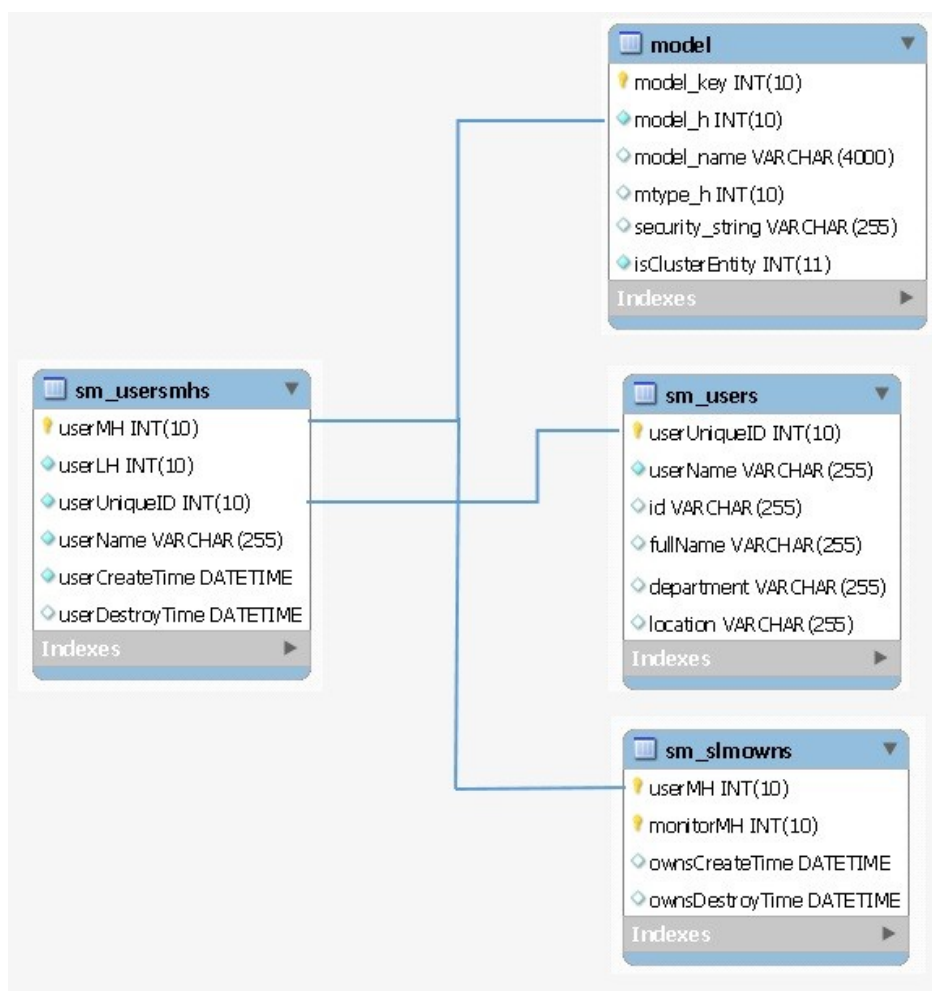 model
model_key INT(10)
model_h INT(10)
model_name VARCHAR(4000)
mtype_h INT(10)
security_string VARCHAR(255)
isClusterEntity INT(11)
Indexes
sm_usersmhs
userMH INT(10)
userLH INT(10)
userUniqueID INT(10)
userName VARCHAR(255)
userCreateTime DATETIME
userDestroyTime DATETIME
Indexes
sm_users
userUniqueID INT(10)
userName VARCHAR(255)
id VARCHAR(255)
fullName VARCHAR(255)
department VARCHAR(255)
location VARCHAR(255)
Indexes
sm_slmowns
userMH INT(10)
monitorMH INT(10)
ownsCreateTime DATETIME
ownsDestroyTime DATETIME
Indexes